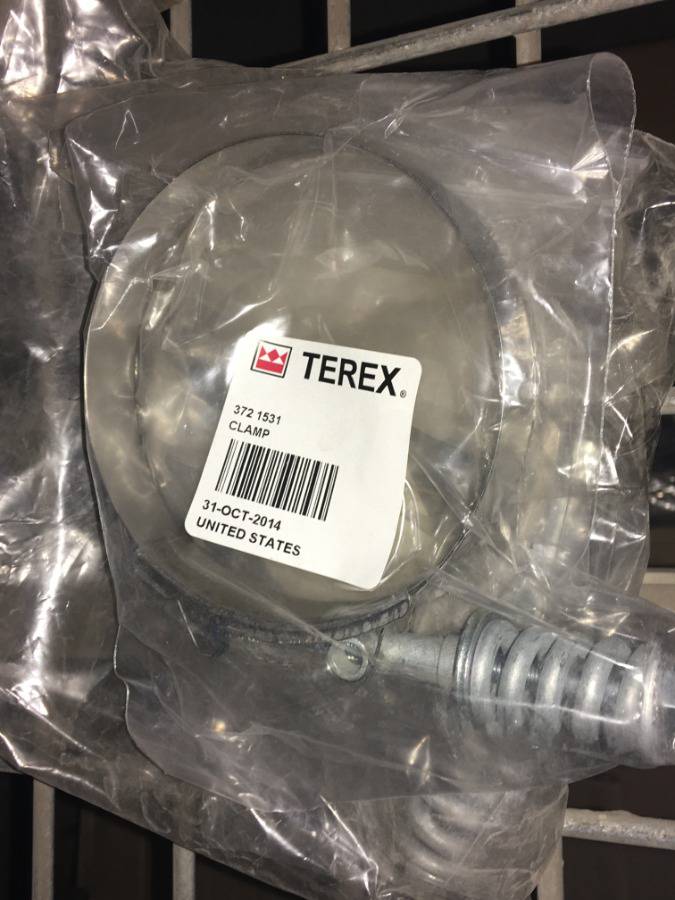 TEREX®
372 1531
CLAMP
31-OCT-2014
UNITED STATES